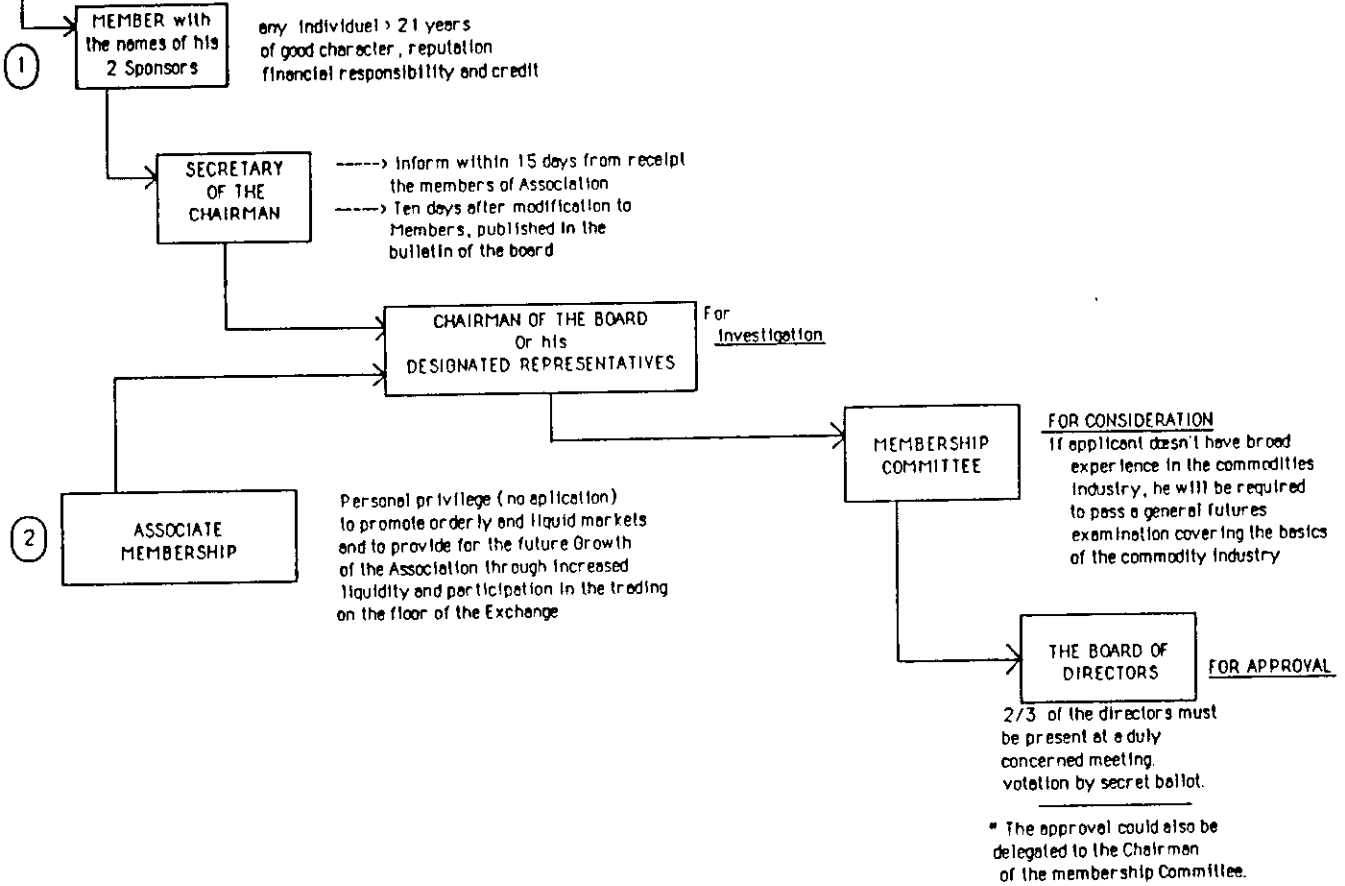 MEMBER with
the names of his
2 Sponsors
1
any individuel > 21 years
of good character, reputation
financial responsibility and credit
SECRETARY
OF THE
CHAIRMAN
-----> Inform within 15 days from receipt
the members of Association
-----> Ten days after modification to
Members, published in the
bulletin of the board
CHAIRMAN OF THE BOARD
Or his
DESIGNATED REPRESENTATIVES
For
investigation
MEMBERSHIP
COMMITTEE
FOR CONSIDERATION
If applicant doesn't have broad
experience in the commodities
industry, he will be required
to pass a general futures
examination covering the basics
of the commodity industry
2
ASSOCIATE
MEMBERSHIP
Personal privilege (no aplication)
to promote orderly and liquid markets
and to provide for the future Growth
of the Association through increased
liquidity and participation in the trading
on the floor of the Exchange
THE BOARD OF
DIRECTORS
FOR APPROVAL
2/3 of the directors must
be present at a duly
concerned meeting.
votation by secret ballot.
* The approval could also be
delegated to the Chairman
of the membership Committee.